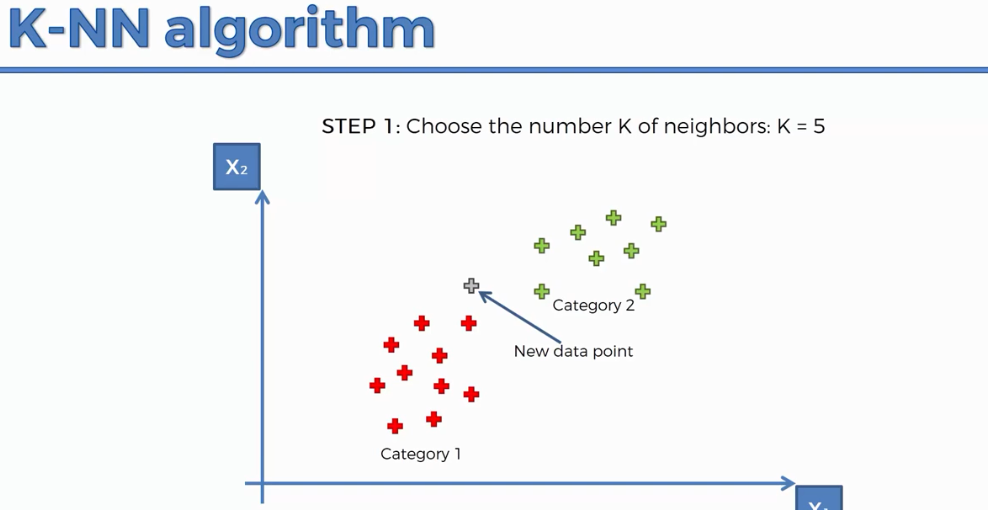 K-NN algorithm
STEP 1: Choose the number K of neighbors: K = 5
X₂
Category 2
New data point
Category 1